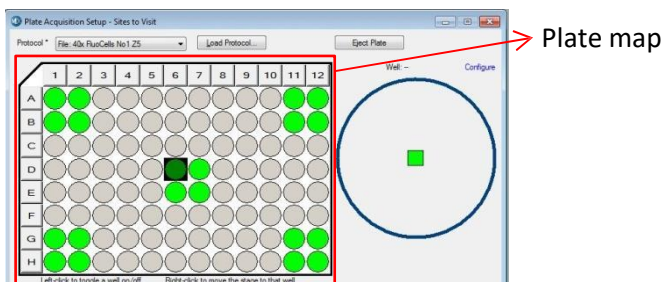 Plate Acquisition Setup - Sites to Visit
Protocol * File: 40x FluoCells No1 Z5 Load Protocol... Eject Plate
Plate map
Well: -- Configure
1 2 3 4 5 6 7 8 9 10 11 12
A
B
C
D
E
F
G
H
Left-click to toggle a well on/off Right-click to move the stage to that well